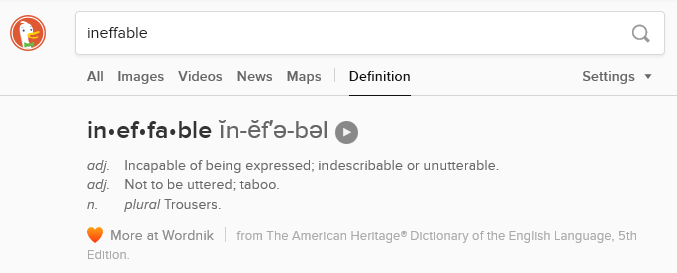 ineffable
All Images Videos News Maps Definition Settings
in•ef•fa•ble ĭn-ĕf′ə-bəl
adj. Incapable of being expressed; indescribable or unutterable.
adj. Not to be uttered; taboo.
n. plural Trousers.
More at Wordnik from The American Heritage® Dictionary of the English Language, 5th
Edition.